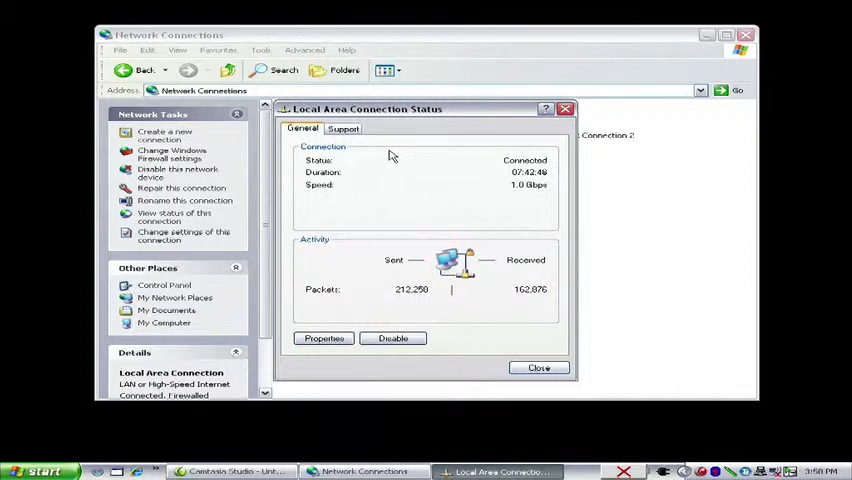 Network Connections
File Edit View Favorites Tools Advanced Help
Back Search Folders
Address Network Connections Go
Network Tasks
Create a new
connection
Change Windows
Firewall settings
Disable this network
device
Repair this connection
Rename this connection
View status of this
connection
Change settings of this
connection
Other Places
Control Panel
My Network Places
My Documents
My Computer
Details
Local Area Connection
LAN or High-Speed Internet
Connected, Firewalled
t Connection 2
Local Area Connection Status
General Support
Connection
Status: Connected
Duration: 07:42:48
Speed: 1.0 Gbps
Activity
Sent Received
Packets: 212,250 162,876
Properties Disable
Close
start Camtasia Studio - Unt... Network Connections Local Area Connectio... 3:58 PM